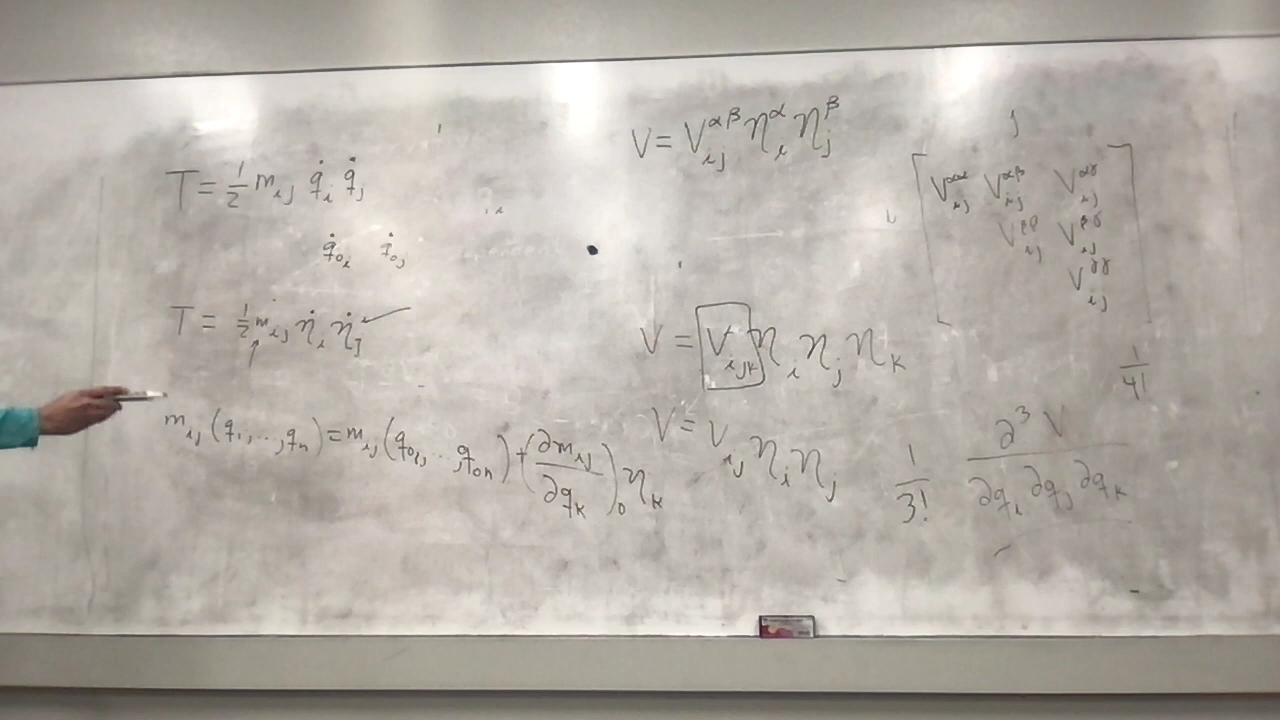 T = 1/2 m_ij q̇_i q̇_j
q̇_0i q̇_0j
T = 1/2 m_ij η̇_i η̇_j
m_ij (q_1, ..., q_n) = m_ij (q_01, ..., q_0n) + (∂m_ij / ∂q_k)_0 η_k
V = V_ij^αβ η_i^α η_j^β
V = V_ijk η_i η_j η_k
V = V_ij η_i η_j
j
i
V_ij^αα V_ij^αβ V_ij^αγ
V_ij^ββ V_ij^βγ
V_ij^γγ
1/4!
1/3! ∂^3 V / ∂q_i ∂q_j ∂q_k